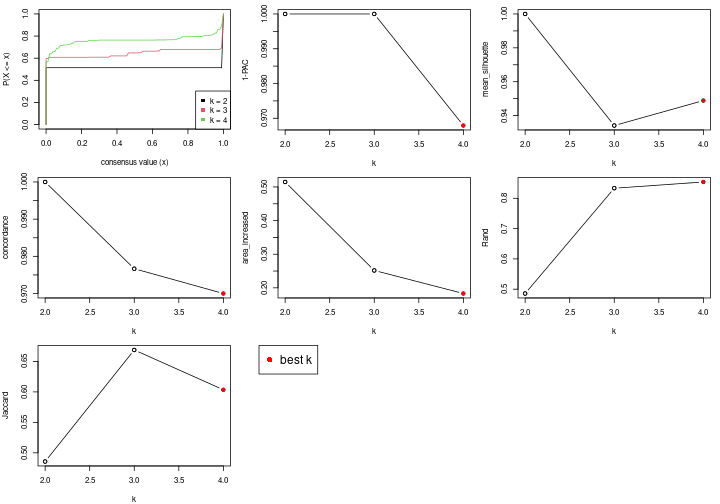 P(X <= x)
1.0
0.8
0.6
0.4
0.2
0.0
k = 2
k = 3
k = 4
0.0 0.2 0.4 0.6 0.8 1.0
consensus value (x)
1-PAC
1.000
0.990
0.980
0.970
2.0 2.5 3.0 3.5 4.0
k
mean_silhouette
1.00
0.98
0.96
0.94
2.0 2.5 3.0 3.5 4.0
k
concordance
1.000
0.990
0.980
0.970
2.0 2.5 3.0 3.5 4.0
k
area_increased
0.50
0.40
0.30
0.20
2.0 2.5 3.0 3.5 4.0
k
Rand
0.8
0.7
0.6
0.5
2.0 2.5 3.0 3.5 4.0
k
Jaccard
0.65
0.60
0.55
0.50
2.0 2.5 3.0 3.5 4.0
k
best k